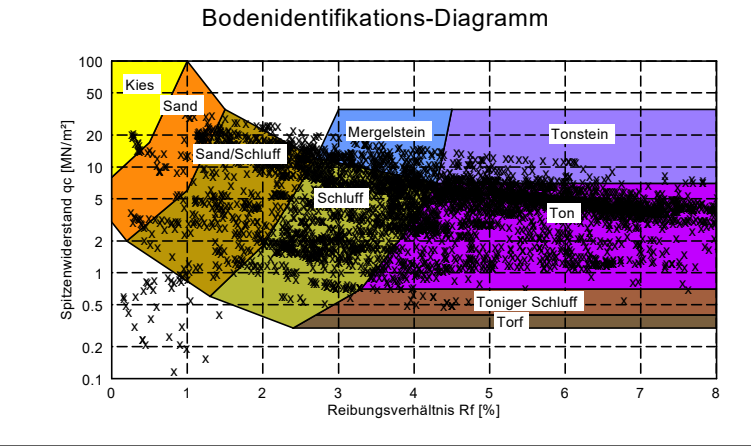 Bodenidentifikations-Diagramm
Spitzenwiderstand qc [MN/m²]
100
50
20
10
5
2
1
0.5
0.2
0.1
Kies
Sand
Sand/Schluff
Mergelstein
Tonstein
Schluff
Ton
Toniger Schluff
Torf
0 1 2 3 4 5 6 7 8
Reibungsverhältnis Rf [%]